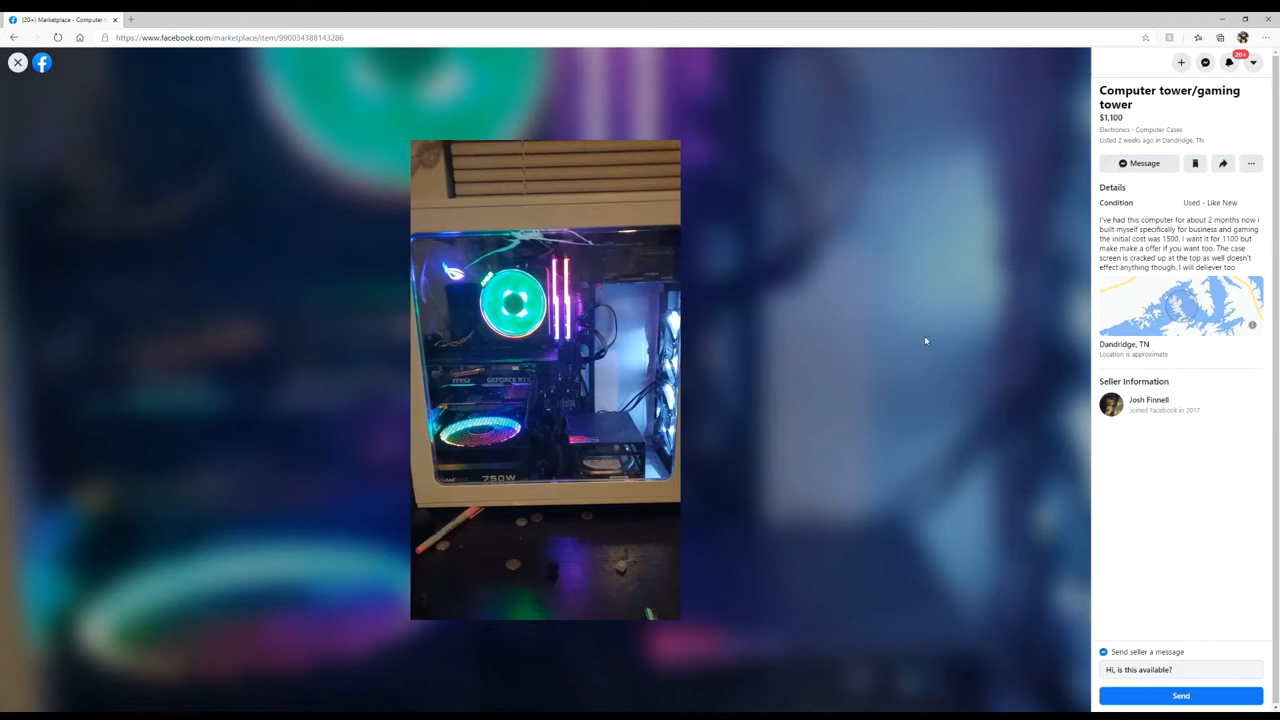 (20+) Marketplace - Computer t
https://www.facebook.com/marketplace/item/990034388143286
20+
Computer tower/gaming
tower
$1,100
Electronics - Computer Cases
Listed 2 weeks ago in Dandridge, TN
Message
Details
Condition Used - Like New
I've had this computer for about 2 months now i
built myself specifically for business and gaming
the initial cost was 1500. I want it for 1100 but
make make a offer if you want too. The case
screen is cracked up at the top as well doesn't
effect anything though. I will deliever too
Dandridge, TN
Location is approximate
Seller Information
Josh Finnell
Joined Facebook in 2017
Send seller a message
Hi, is this available?
Send
msi GEFORCE RTX
750W